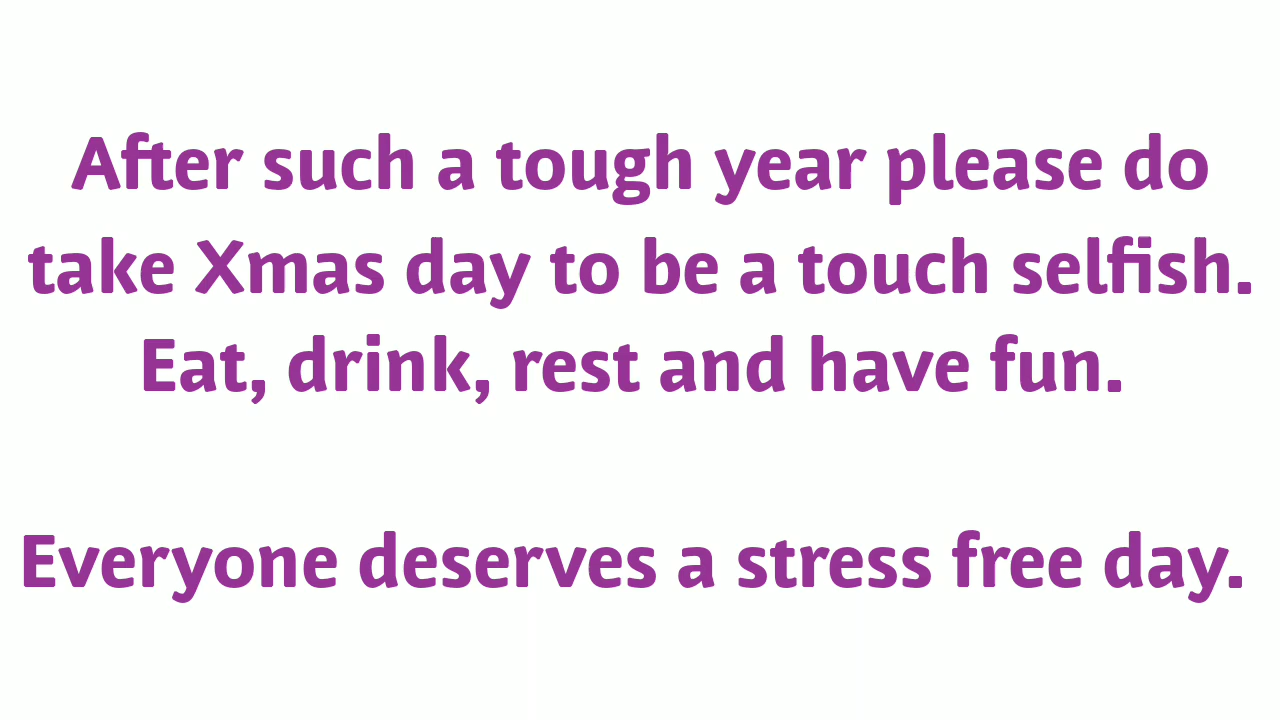 After such a tough year please do
take Xmas day to be a touch selfish.
Eat, drink, rest and have fun.
Everyone deserves a stress free day.